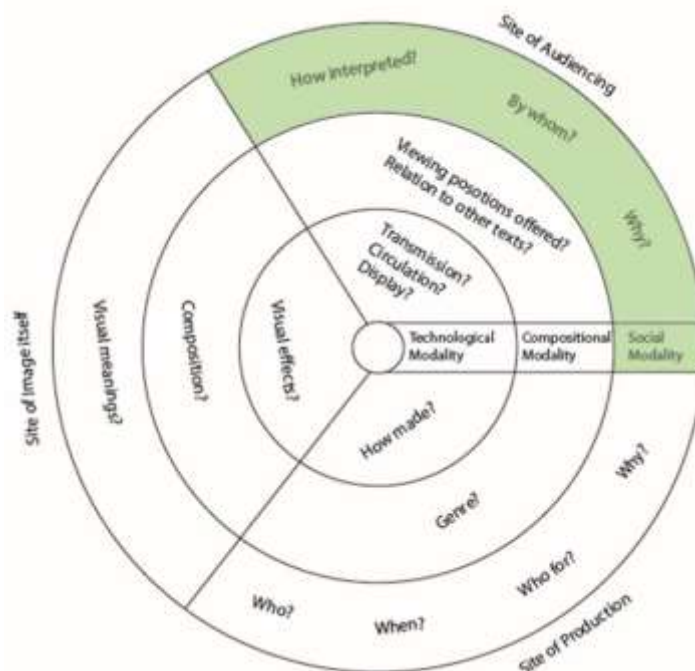 Site of Audiencing
How interpreted?
By whom?
Why?
Viewing posotions offered?
Relation to other texts?
Transmission?
Circulation?
Display?
Technological
Modality
Compositional
Modality
Social
Modality
Site of Image itself
Visual meanings?
Composition?
Visual effects?
How made?
Genre?
Why?
Who for?
When?
Who?
Site of Production